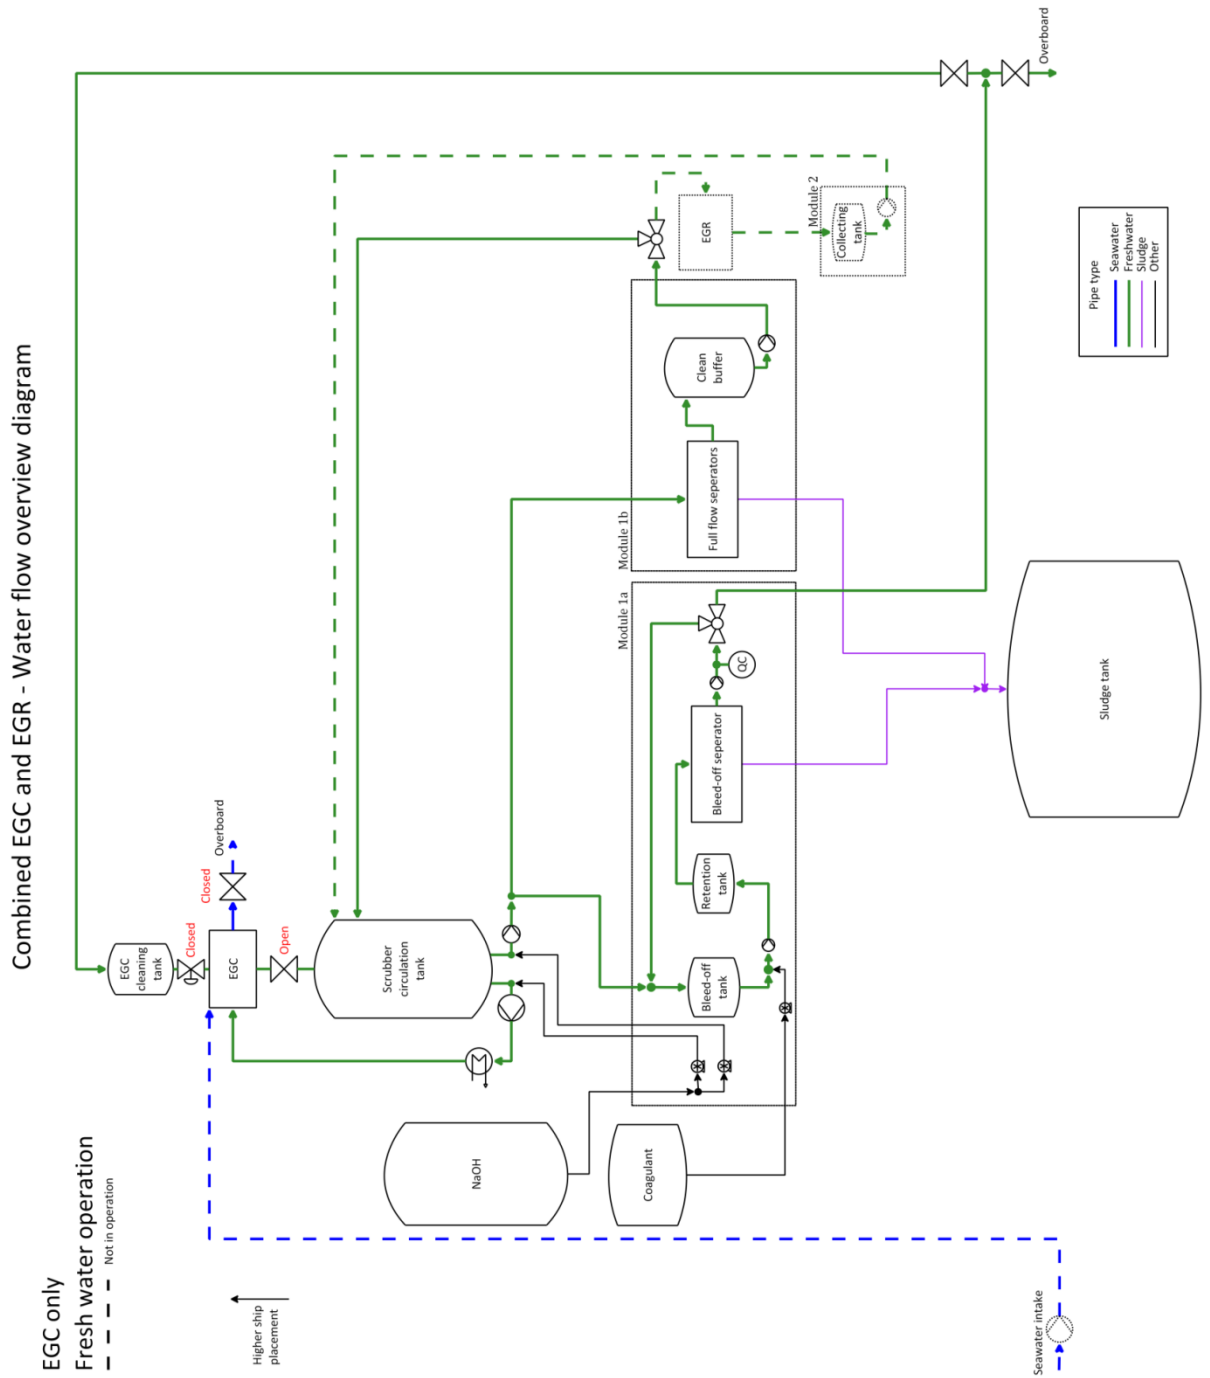 Combined EGC and EGR - Water flow overview diagram
EGC only
Fresh water operation
Not in operation
Higher ship
placement
Seawater intake
EGC
cleaning
tank
Closed
EGC
Closed
Overboard
Open
Scrubber
circulation
tank
NaOH
Coagulant
Module 1a
Bleed-off
tank
Retention
tank
Bleed-off seperator
QC
Module 1b
Full flow seperators
Clean
buffer
EGR
Module 2
Collecting
tank
Overboard
Sludge tank
Pipe type
Seawater
Freshwater
Sludge
Other